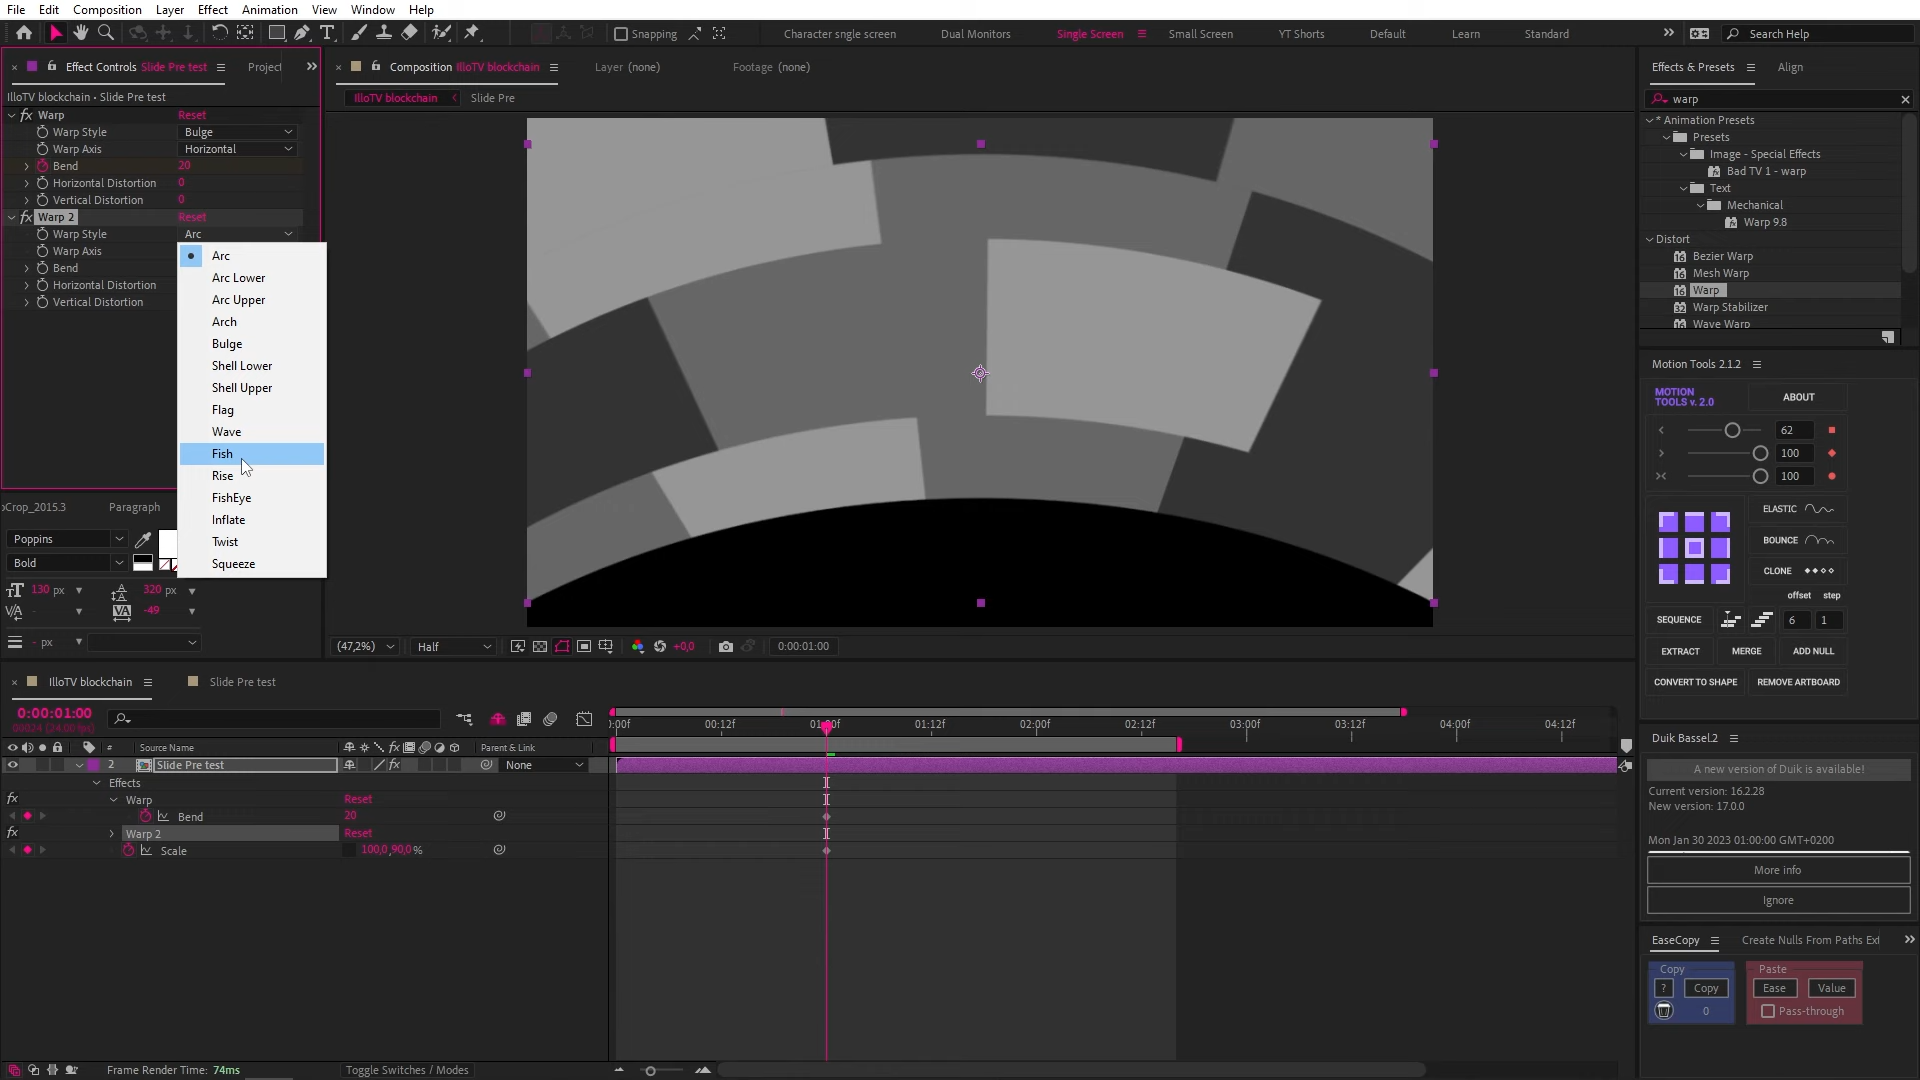 File Edit Composition Layer Effect Animation View Window Help
Snapping
Character sngle screen
Dual Monitors
Single Screen
Small Screen
YT Shorts
Default
Learn
Standard
Search Help
Effect Controls Slide Pre test
Project
Composition IlloTV blockchain
Layer (none)
Footage (none)
Effects & Presets
Align
IlloTV blockchain • Slide Pre test
IlloTV blockchain
Slide Pre
warp
fx Warp Reset
Warp Style Bulge
Warp Axis Horizontal
Bend 20
Horizontal Distortion 0
Vertical Distortion 0
fx Warp 2 Reset
Warp Style Arc
Warp Axis
Bend
Horizontal Distortion
Vertical Distortion
Arc
Arc Lower
Arc Upper
Arch
Bulge
Shell Lower
Shell Upper
Flag
Wave
Fish
Rise
FishEye
Inflate
Twist
Squeeze
* Animation Presets
Presets
Image - Special Effects
Bad TV 1 - warp
Text
Mechanical
Warp 9.8
Distort
Bezier Warp
Mesh Warp
Warp
Warp Stabilizer
Wave Warp
Motion Tools 2.1.2
MOTION
TOOLS v. 2.0
ABOUT
62
100
100
ELASTIC
BOUNCE
CLONE
offset step
SEQUENCE 6 1
EXTRACT MERGE ADD NULL
CONVERT TO SHAPE REMOVE ARTBOARD
oCrop_2015.3
Paragraph
Poppins
Bold
130 px
320 px
-49
- px
(47,2%)
Half
+0,0
0:00:01:00
IlloTV blockchain
Slide Pre test
0:00:01:00
00024 (24.00 fps)
:00f 00:12f 01:00f 01:12f 02:00f 02:12f 03:00f 03:12f 04:00f 04:12f
# Source Name
Parent & Link
2 Slide Pre test
None
Effects
fx Warp Reset
Bend 20
fx Warp 2 Reset
Scale 100,0,90,0%
Duik Bassel.2
A new version of Duik is available!
Current version: 16.2.28
New version: 17.0.0
Mon Jan 30 2023 01:00:00 GMT+0200
More info
Ignore
EaseCopy
Create Nulls From Paths Ex
Copy
Paste
? Copy
Ease Value
0
Pass-through
Frame Render Time: 74ms
Toggle Switches / Modes